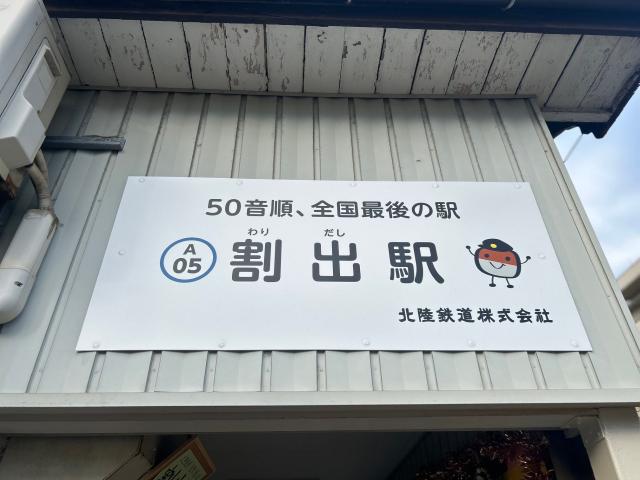 50音順、全国最後の駅
わり だし
A 05 割出駅
北陸鉄道株式会社